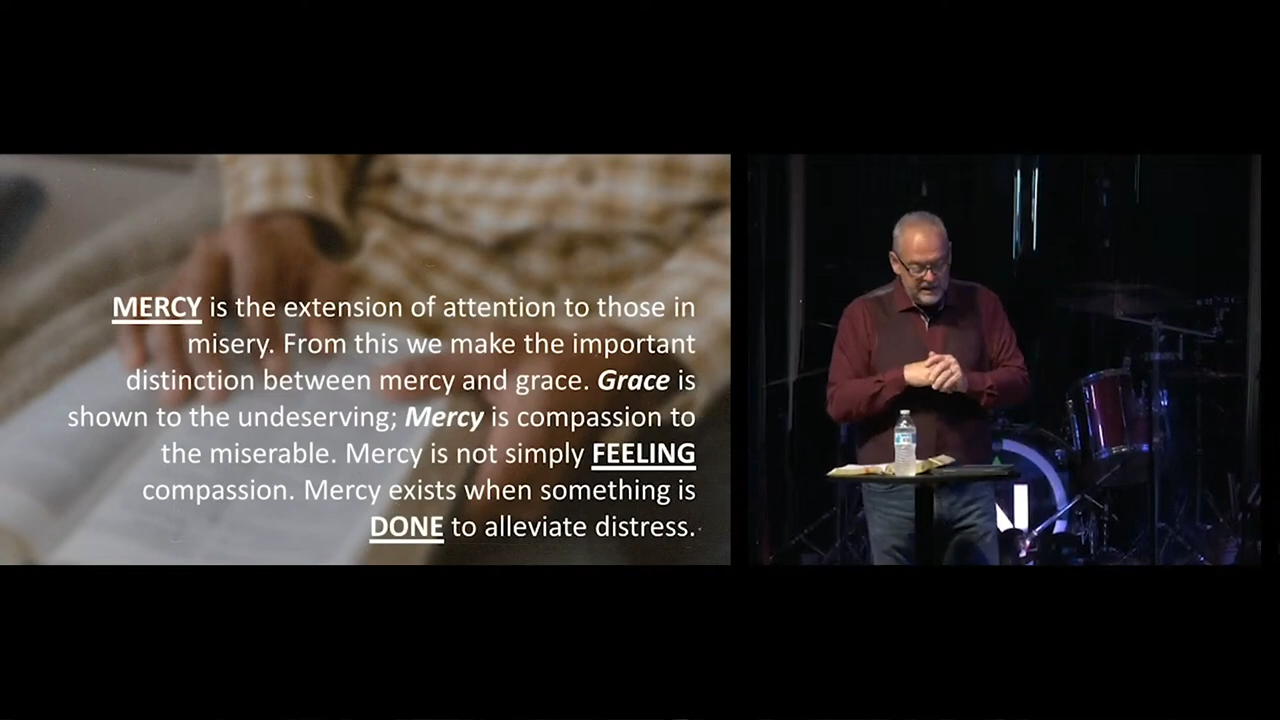 MERCY is the extension of attention to those in
misery. From this we make the important
distinction between mercy and grace. Grace is
shown to the undeserving; Mercy is compassion to
the miserable. Mercy is not simply FEELING
compassion. Mercy exists when something is
DONE to alleviate distress.
N